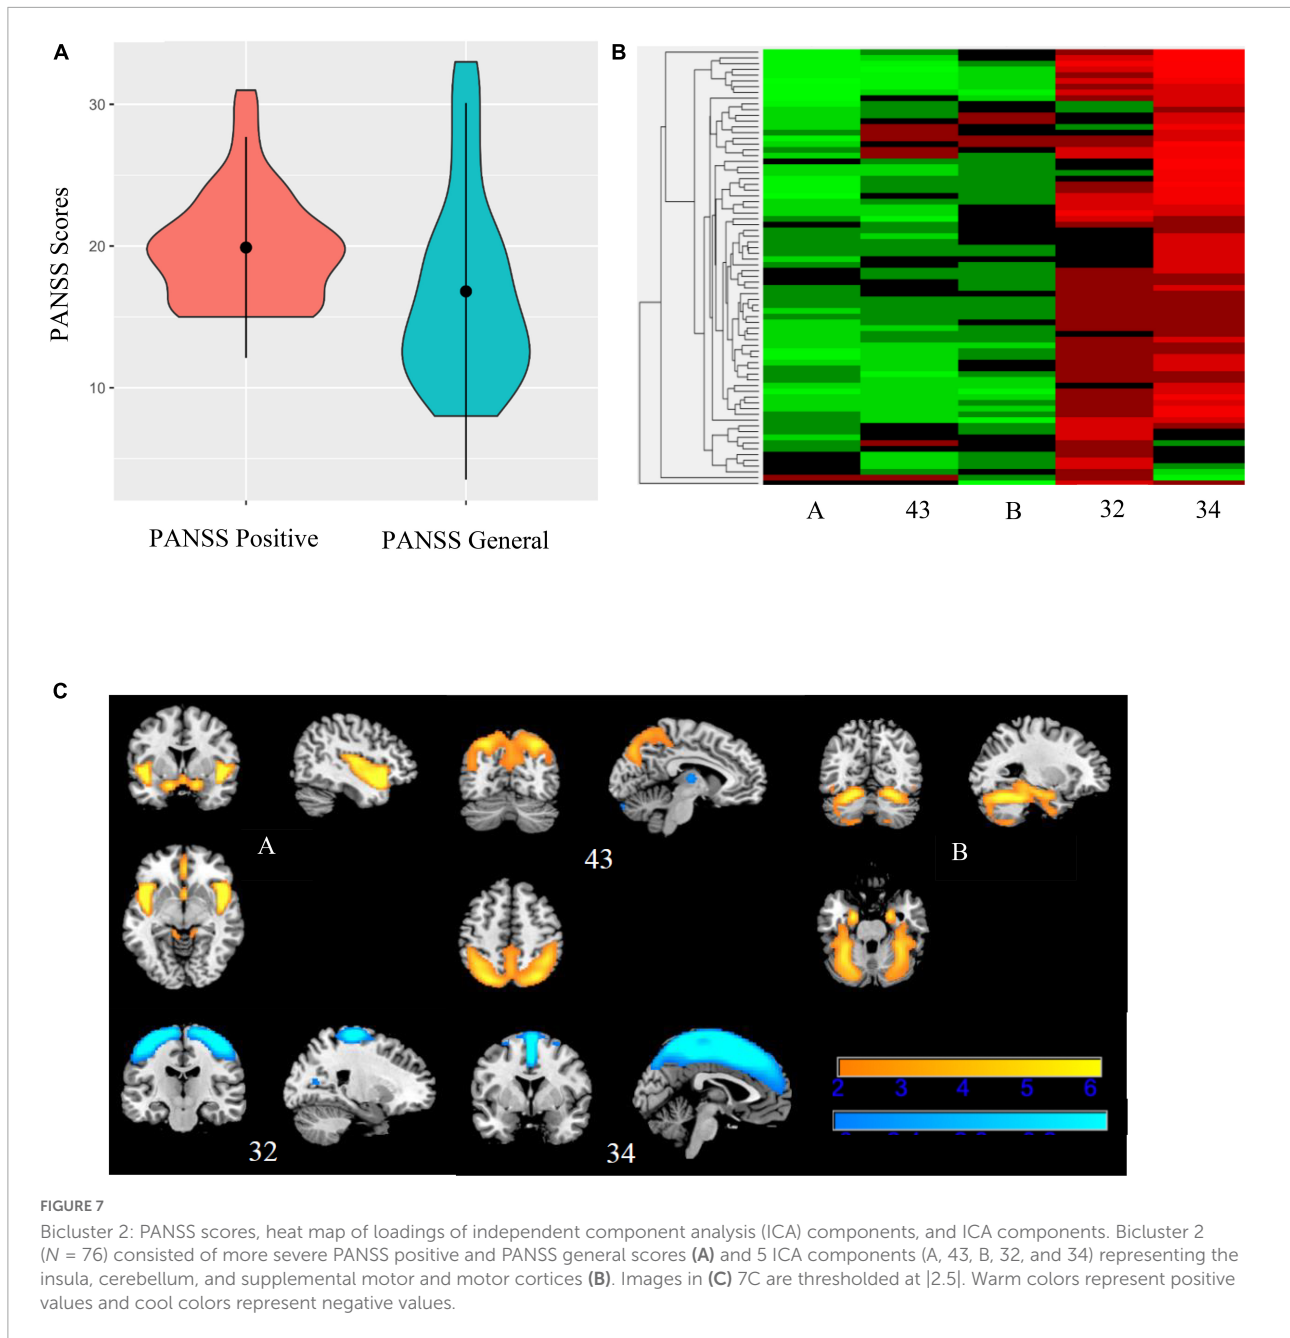 A
B
PANSS Scores
30
20
10
PANSS Positive
PANSS General
A
43
B
32
34
C
A
43
B
32
34
2 3 4 5 6
FIGURE 7
Bicluster 2: PANSS scores, heat map of loadings of independent component analysis (ICA) components, and ICA components. Bicluster 2
(N = 76) consisted of more severe PANSS positive and PANSS general scores (A) and 5 ICA components (A, 43, B, 32, and 34) representing the
insula, cerebellum, and supplemental motor and motor cortices (B). Images in (C) 7C are thresholded at |2.5|. Warm colors represent positive
values and cool colors represent negative values.